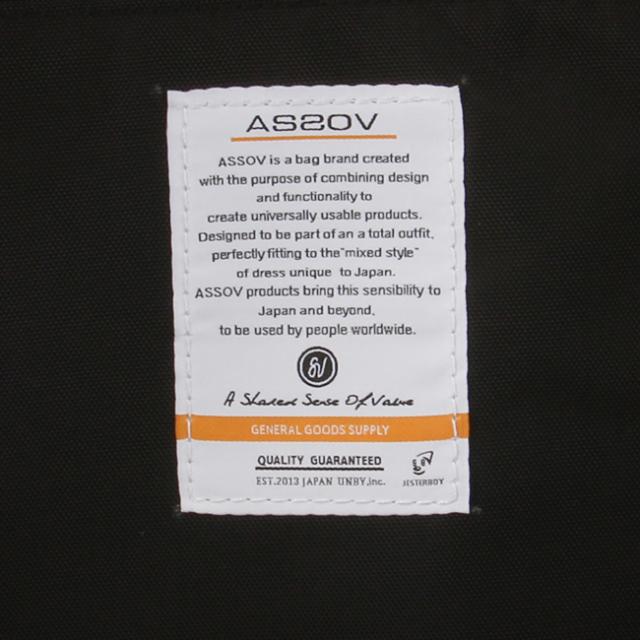 ASSOV
ASSOV is a bag brand created
with the purpose of combining design
and functionality to
create universally usable products.
Designed to be part of an a total outfit,
perfectly fitting to the "mixed style"
of dress unique to Japan.
ASSOV products bring this sensibility to
Japan and beyond,
to be used by people worldwide.
SV
A Shared Sense Of Value
GENERAL GOODS SUPPLY
QUALITY GUARANTEED
EST.2013 JAPAN UNBY,inc.
JESTERBOY